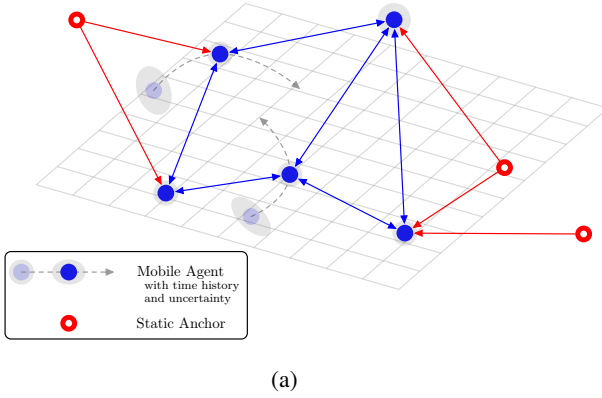 Mobile Agent
with time history
and uncertainty
Static Anchor
(a)